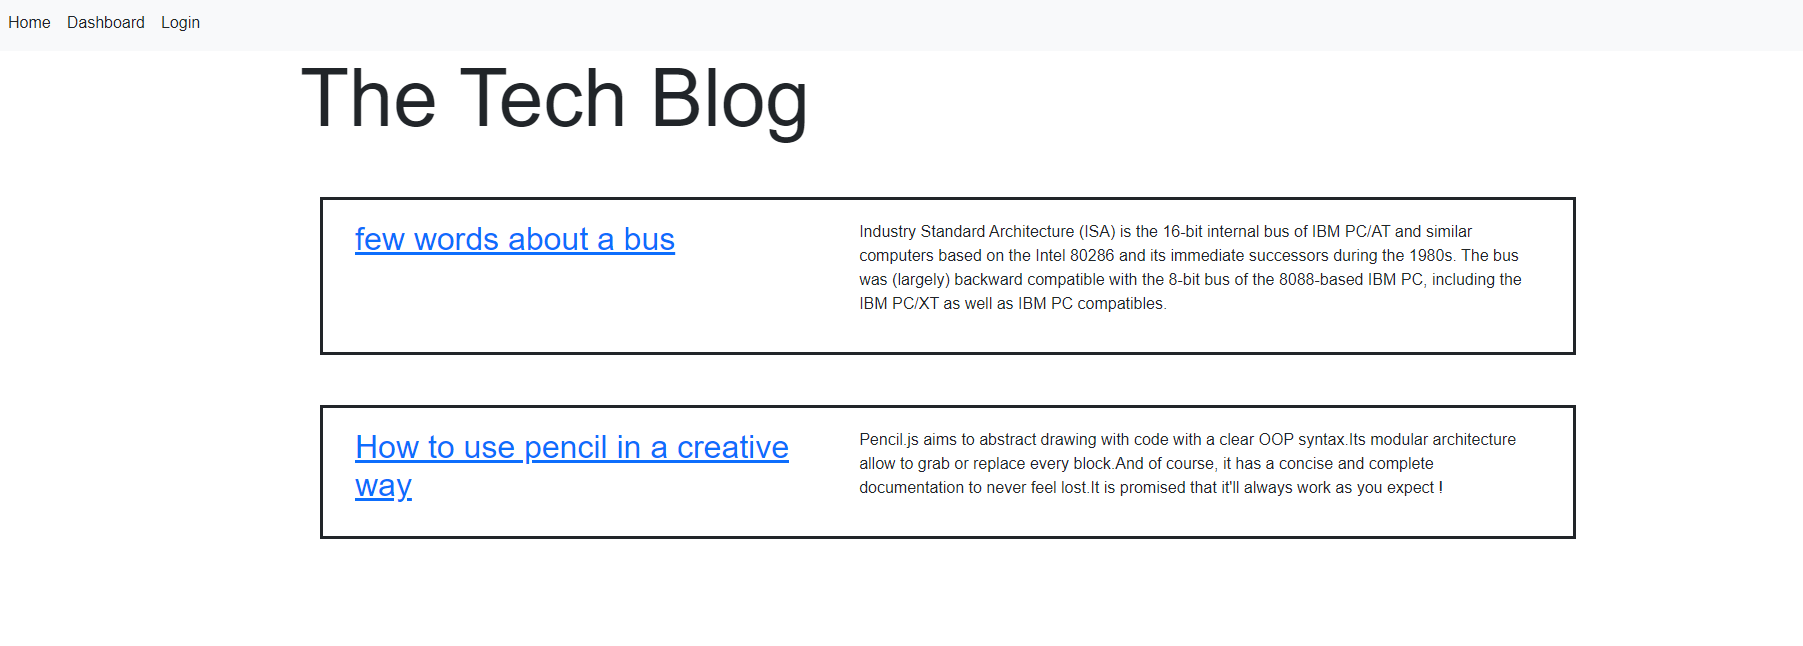 Home Dashboard Login
The Tech Blog
few words about a bus
Industry Standard Architecture (ISA) is the 16-bit internal bus of IBM PC/AT and similar
computers based on the Intel 80286 and its immediate successors during the 1980s. The bus
was (largely) backward compatible with the 8-bit bus of the 8088-based IBM PC, including the
IBM PC/XT as well as IBM PC compatibles.
How to use pencil in a creative
way
Pencil.js aims to abstract drawing with code with a clear OOP syntax.Its modular architecture
allow to grab or replace every block.And of course, it has a concise and complete
documentation to never feel lost.It is promised that it'll always work as you expect !